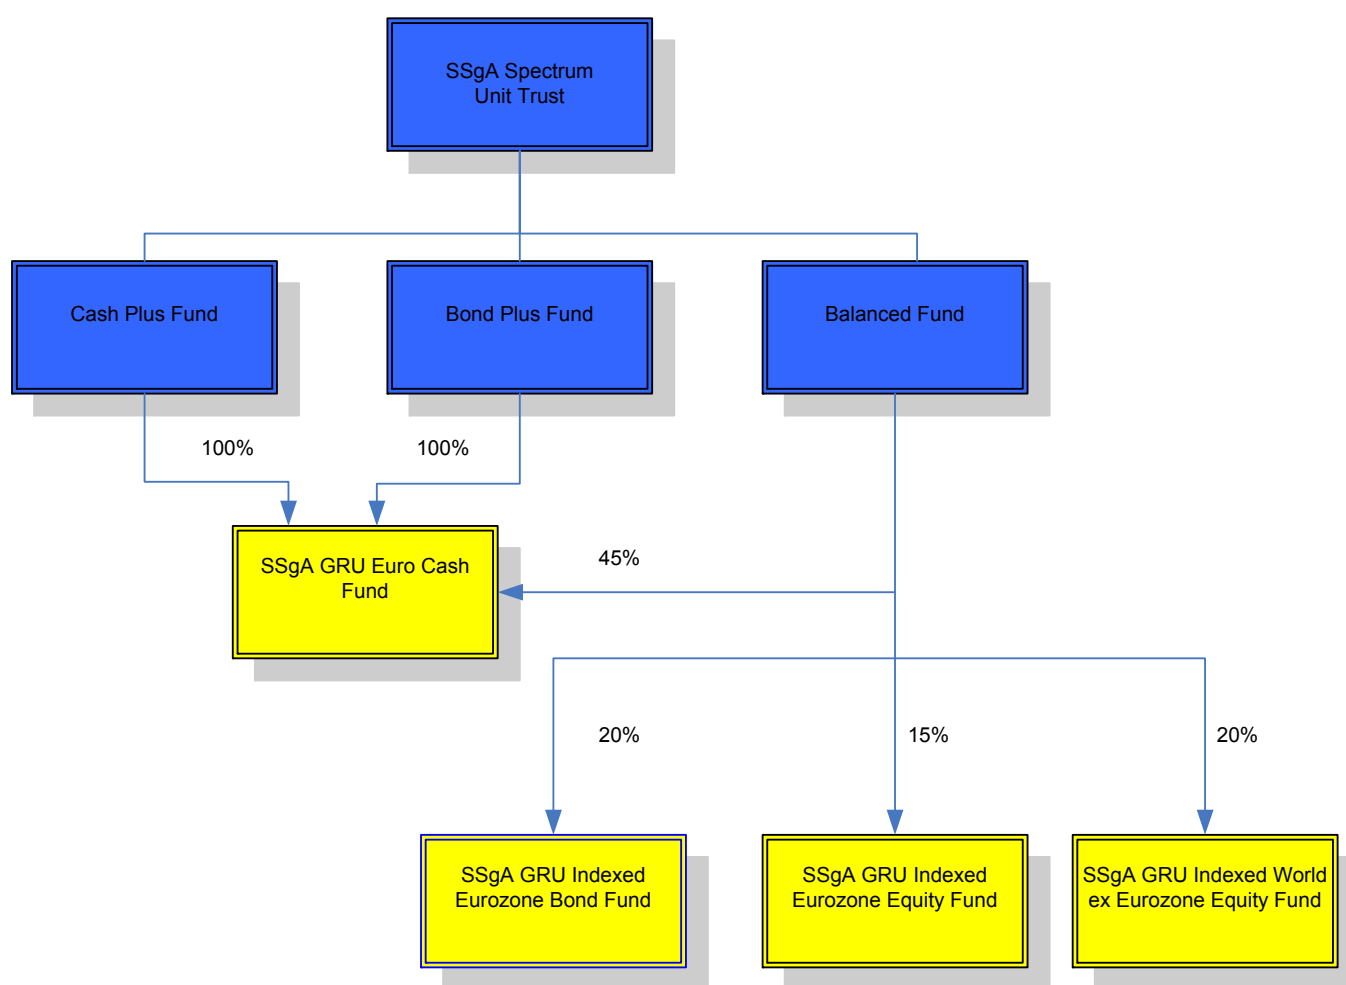 SSgA Spectrum
Unit Trust
Cash Plus Fund
Bond Plus Fund
Balanced Fund
100%
100%
SSgA GRU Euro Cash
Fund
45%
20%
15%
20%
SSgA GRU Indexed
Eurozone Bond Fund
SSgA GRU Indexed
Eurozone Equity Fund
SSgA GRU Indexed World
ex Eurozone Equity Fund